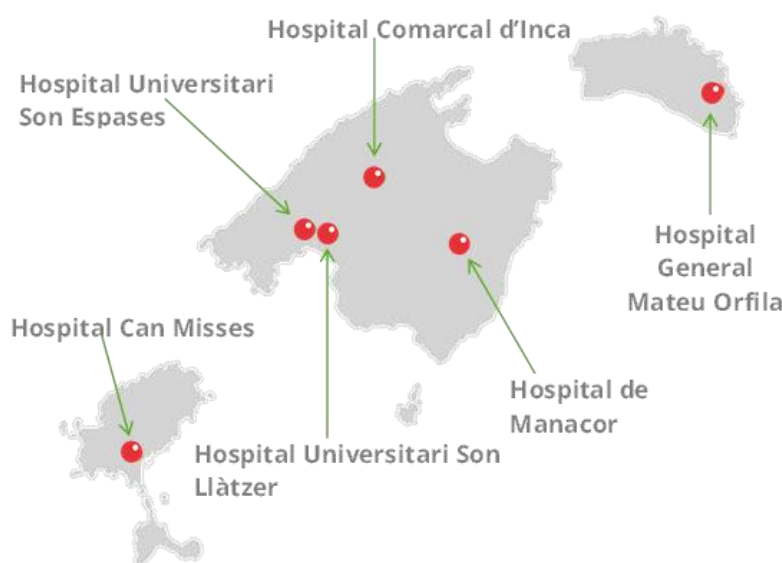 Hospital Comarcal d’Inca
Hospital Universitari
Son Espases
Hospital
General
Mateu Orfila
Hospital Can Misses
Hospital de
Manacor
Hospital Universitari Son
Llàtzer